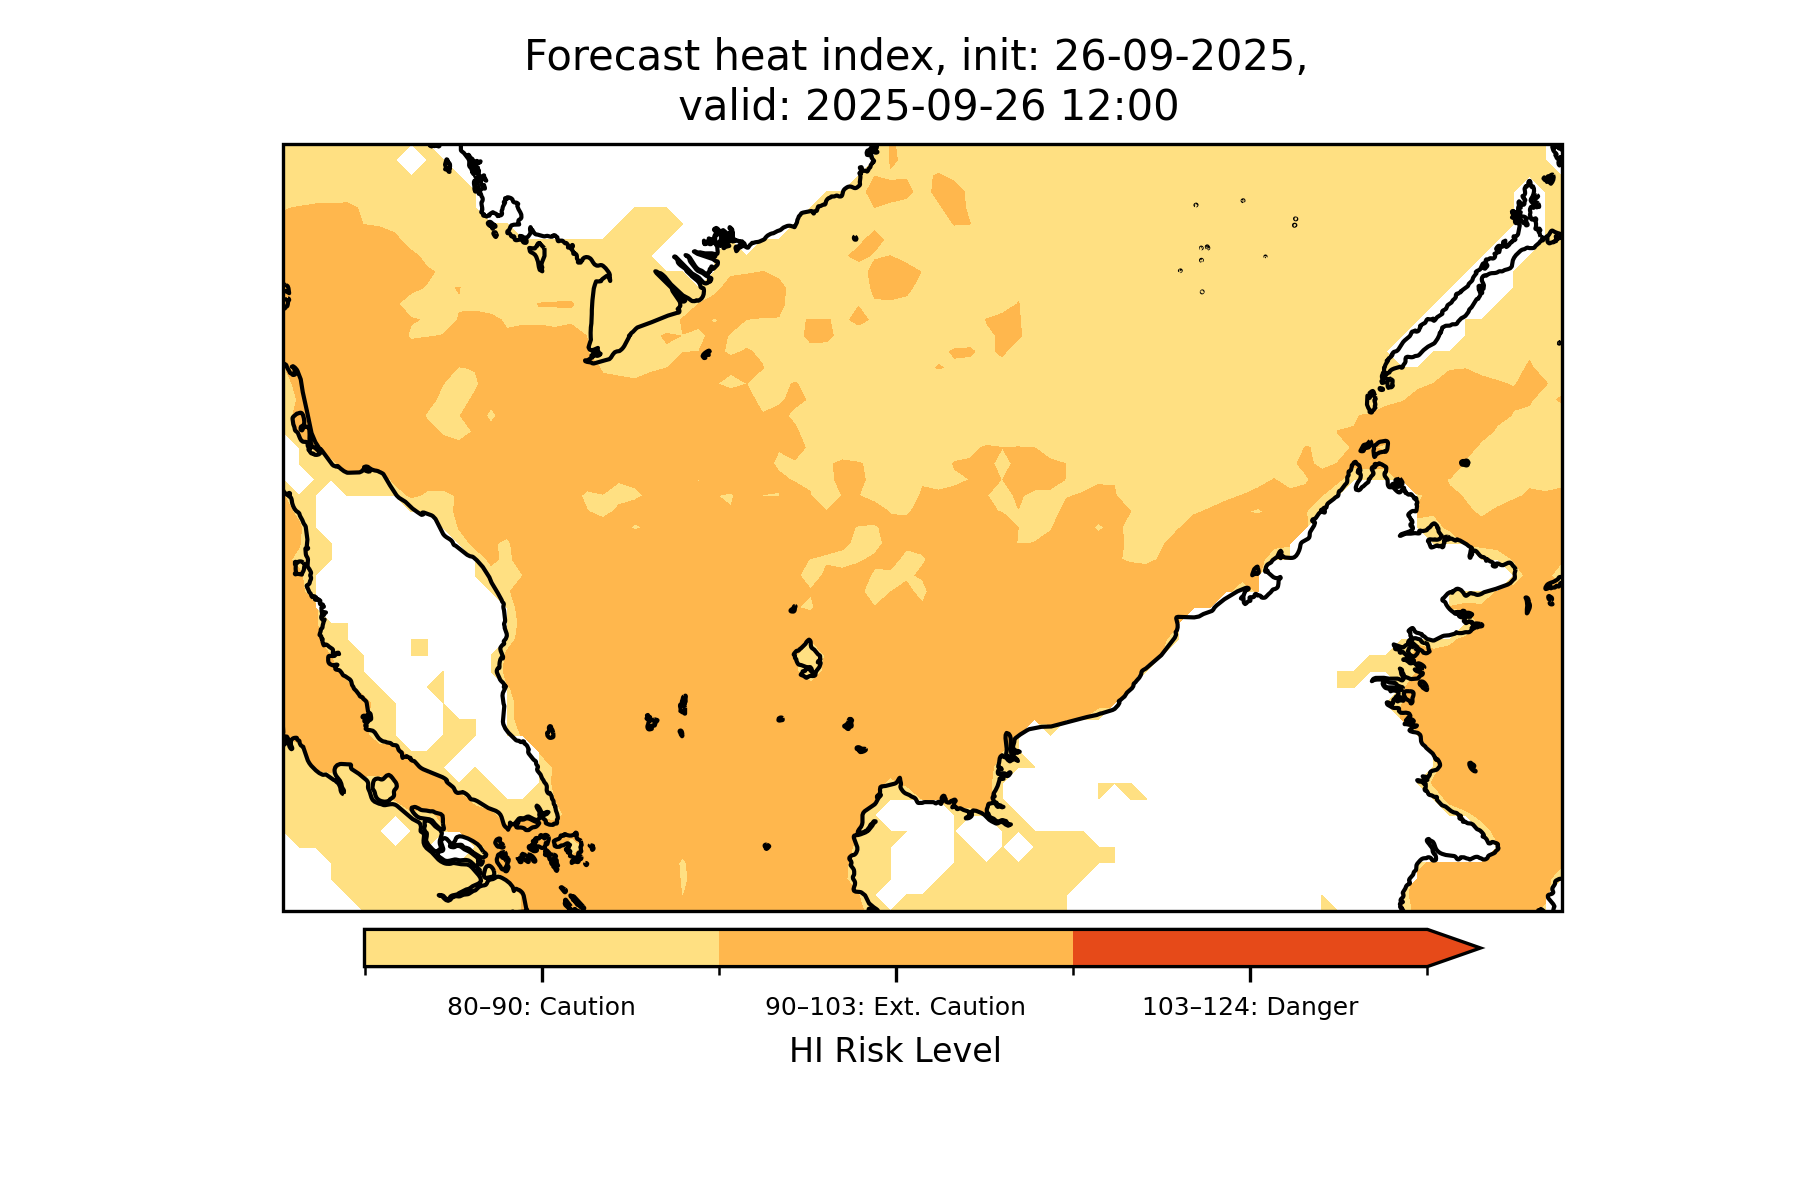 Forecast heat index, init: 26-09-2025,
valid: 2025-09-26 12:00
80–90: Caution
90–103: Ext. Caution
103–124: Danger
HI Risk Level